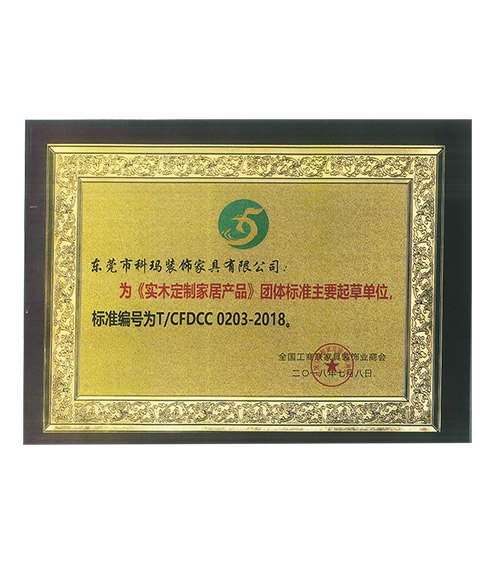 东莞市科玛装饰家具有限公司：
为《实木定制家居产品》团体标准主要起草单位，
标准编号为T/CFDCC 0203-2018。
全国工商联家具装饰业商会
二〇一八年七月八日